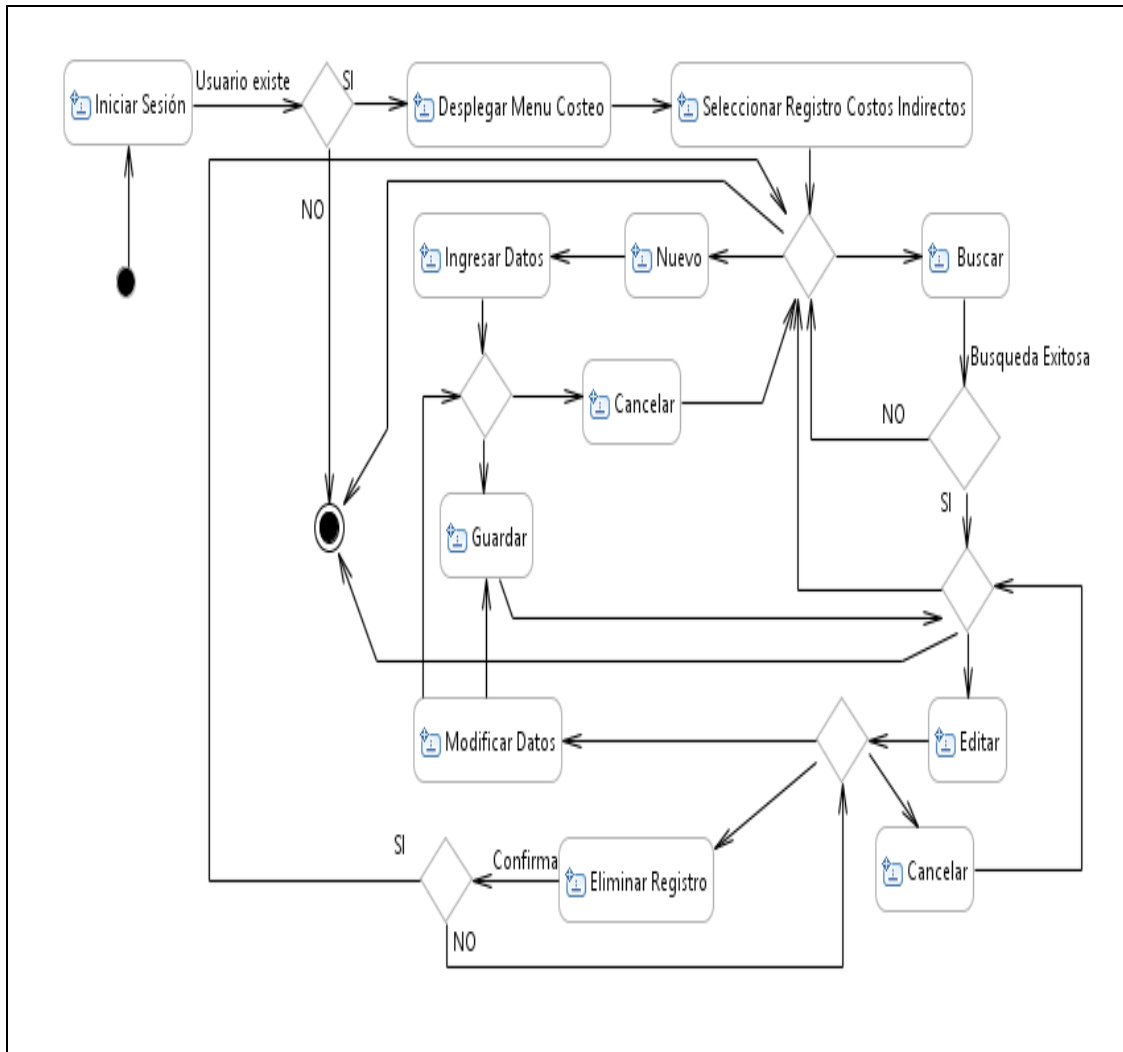 Iniciar Sesión
Usuario existe
SI
Desplegar Menu Costeo
Seleccionar Registro Costos Indirectos
NO
Ingresar Datos
Nuevo
Buscar
Busqueda Exitosa
Cancelar
NO
SI
Guardar
Modificar Datos
Editar
SI
Confirma
Eliminar Registro
Cancelar
NO